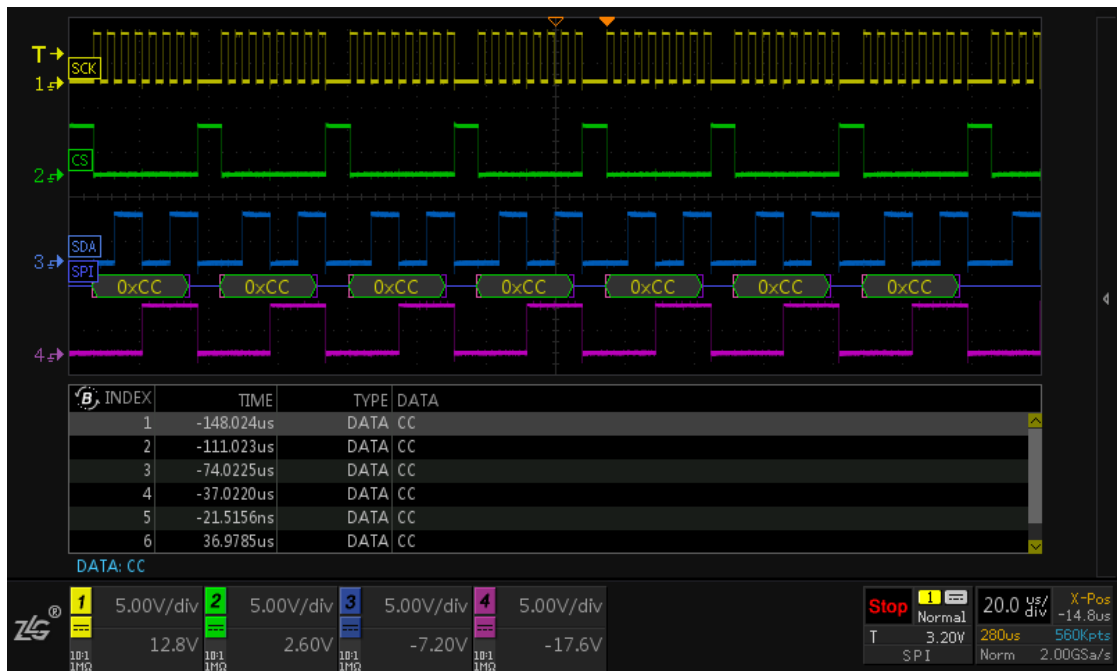 T
SCK
1
CS
2
SDA
3
SPI
0xCC 0xCC 0xCC 0xCC 0xCC 0xCC 0xCC
4
B INDEX TIME TYPE DATA
1 -148.024us DATA CC
2 -111.023us DATA CC
3 -74.0225us DATA CC
4 -37.0220us DATA CC
5 -21.5156ns DATA CC
6 36.9785us DATA CC
DATA: CC
ZLG ®
1 5.00V/div 2 5.00V/div 3 5.00V/div 4 5.00V/div
12.8V 2.60V -7.20V -17.6V
10:1 10:1 10:1 10:1
1MΩ 1MΩ 1MΩ 1MΩ
Stop 1 Normal
T 3.20V
SPI
20.0 us/div X-Pos -14.8us
280us 560Kpts
Norm 2.00GSa/s